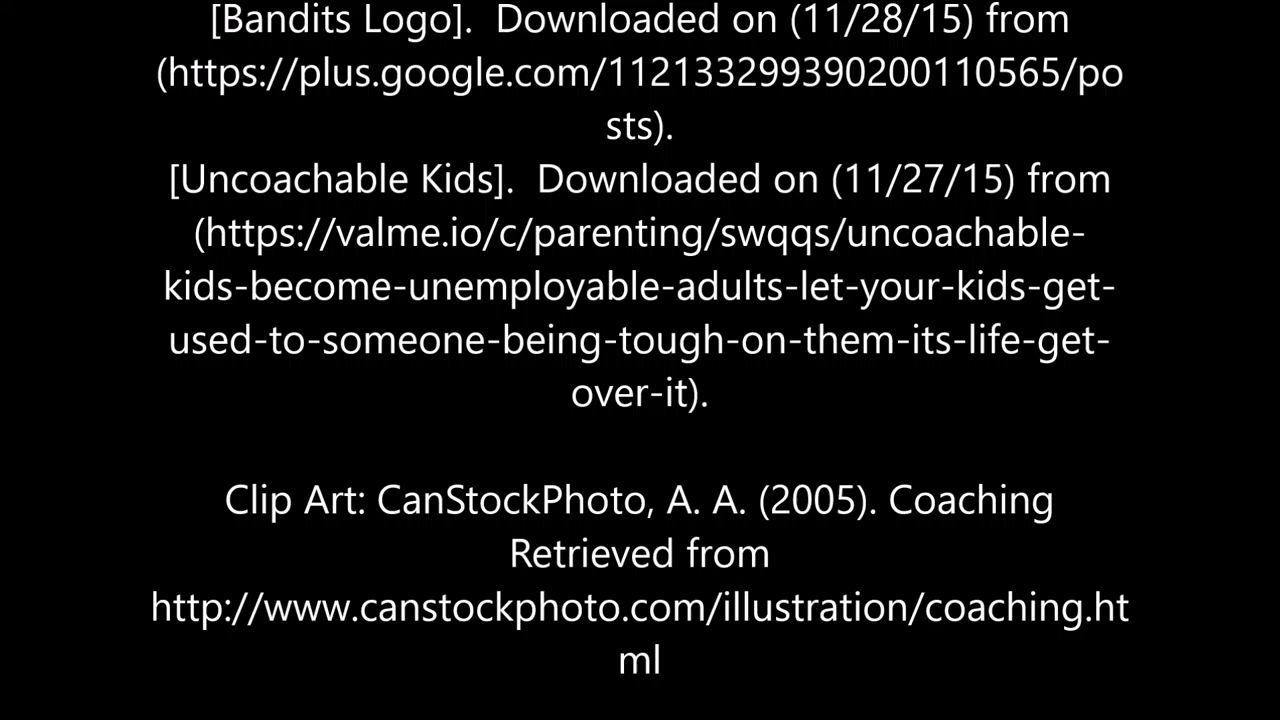 [Bandits Logo].  Downloaded on (11/28/15) from
(https://plus.google.com/112133299390200110565/po
sts).
[Uncoachable Kids].  Downloaded on (11/27/15) from
(https://valme.io/c/parenting/swqqs/uncoachable-
kids-become-unemployable-adults-let-your-kids-get-
used-to-someone-being-tough-on-them-its-life-get-
over-it).
Clip Art: CanStockPhoto, A. A. (2005). Coaching
Retrieved from
http://www.canstockphoto.com/illustration/coaching.ht
ml